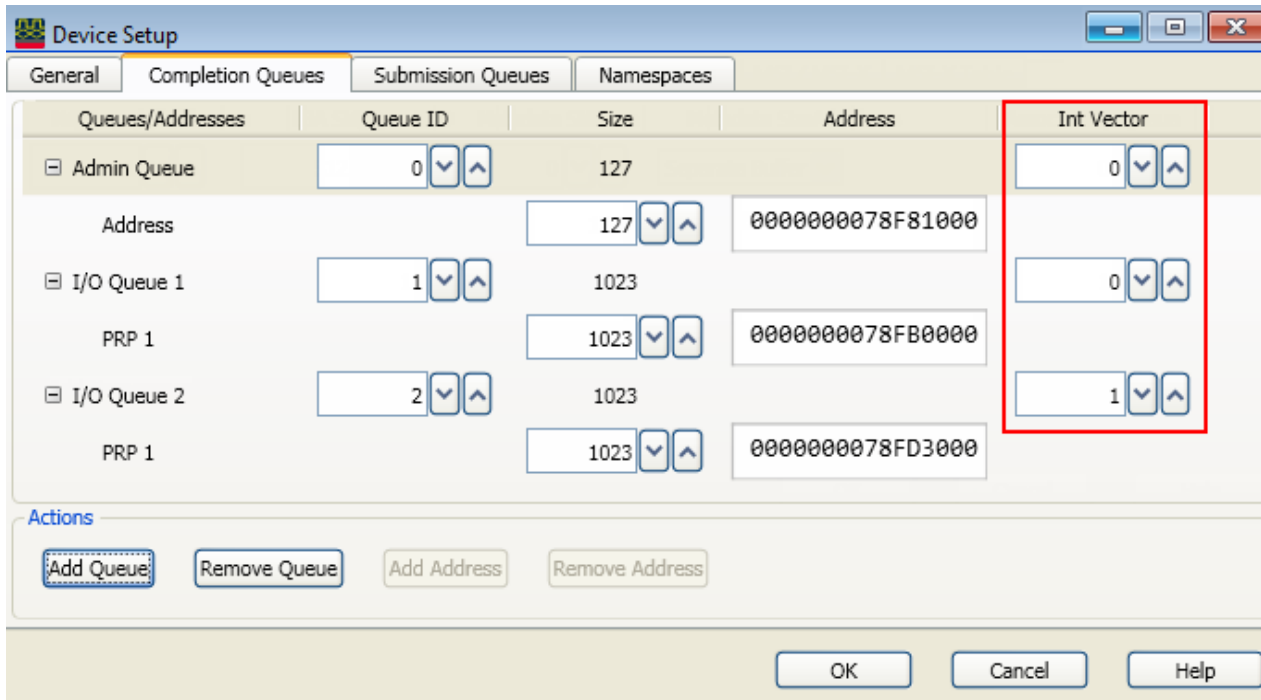 Device Setup
General Completion Queues Submission Queues Namespaces
Queues/Addresses Queue ID Size Address Int Vector
Admin Queue 0 127 0
Address 127 0000000078F81000
I/O Queue 1 1 1023 0
PRP 1 1023 0000000078FB0000
I/O Queue 2 2 1023 1
PRP 1 1023 0000000078FD3000
Actions
Add Queue Remove Queue Add Address Remove Address
OK Cancel Help